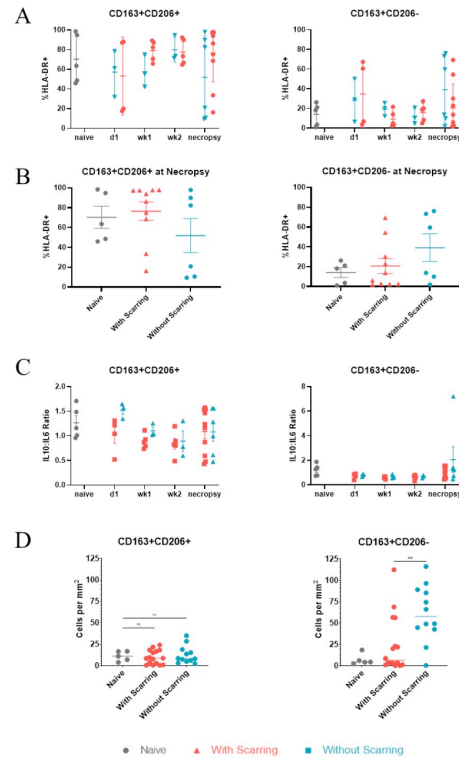 A
CD163+CD206+
CD163+CD206-
% HLA-DR+
100
80
60
40
20
0
naive d1 wk1 wk2 necropsy
% HLA-DR+
100
80
60
40
20
0
naive d1 wk1 wk2 necropsy
B
CD163+CD206+ at Necropsy
CD163+CD206- at Necropsy
% HLA-DR+
100
80
60
40
20
0
Naive With Scarring Without Scarring
% HLA-DR+
100
80
60
40
20
0
Naive With Scarring Without Scarring
C
CD163+CD206+
CD163+CD206-
IL10:IL6 Ratio
2.0
1.5
1.0
0.5
0.0
naive d1 wk1 wk2 necropsy
IL10:IL6 Ratio
8
6
4
2
0
naive d1 wk1 wk2 necropsy
D
CD163+CD206+
CD163+CD206-
Cells per mm²
125
100
75
50
25
0
Naive With Scarring Without Scarring
Cells per mm²
125
100
75
50
25
0
**
Naive With Scarring Without Scarring
Naive With Scarring Without Scarring